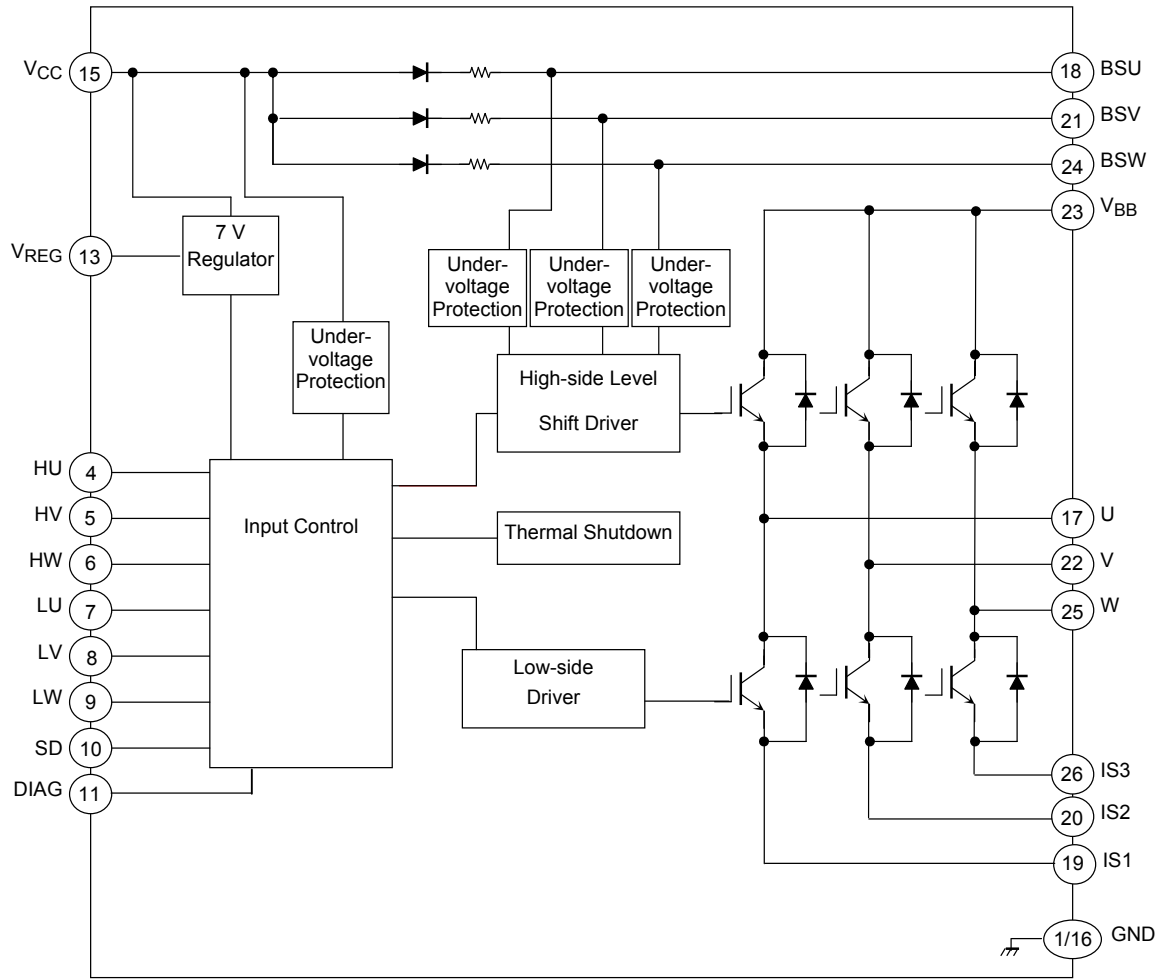 VCC 15
18 BSU
21 BSV
24 BSW
23 VBB
7 V
Regulator
VREG 13
Under-
voltage
Protection
Under-
voltage
Protection
Under-
voltage
Protection
Under-
voltage
Protection
High-side Level
Shift Driver
HU 4
HV 5
HW 6
LU 7
LV 8
LW 9
SD 10
DIAG 11
Input Control
Thermal Shutdown
Low-side
Driver
17 U
22 V
25 W
26 IS3
20 IS2
19 IS1
1/16 GND